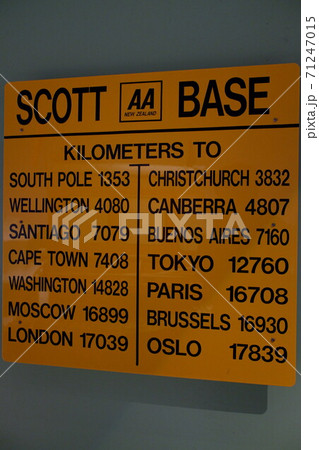 SCOTT AA BASE
NEW ZEALAND
KILOMETERS TO
SOUTH POLE 1353
WELLINGTON 4080
SANTIAGO 7079
CAPE TOWN 7408
WASHINGTON 14828
MOSCOW 16899
LONDON 17039
CHRISTCHURCH 3832
CANBERRA 4807
BUENOS AIRES 7160
TOKYO 12760
PARIS 16708
BRUSSELS 16930
OSLO 17839
PIXTA
pixta.jp - 71247015